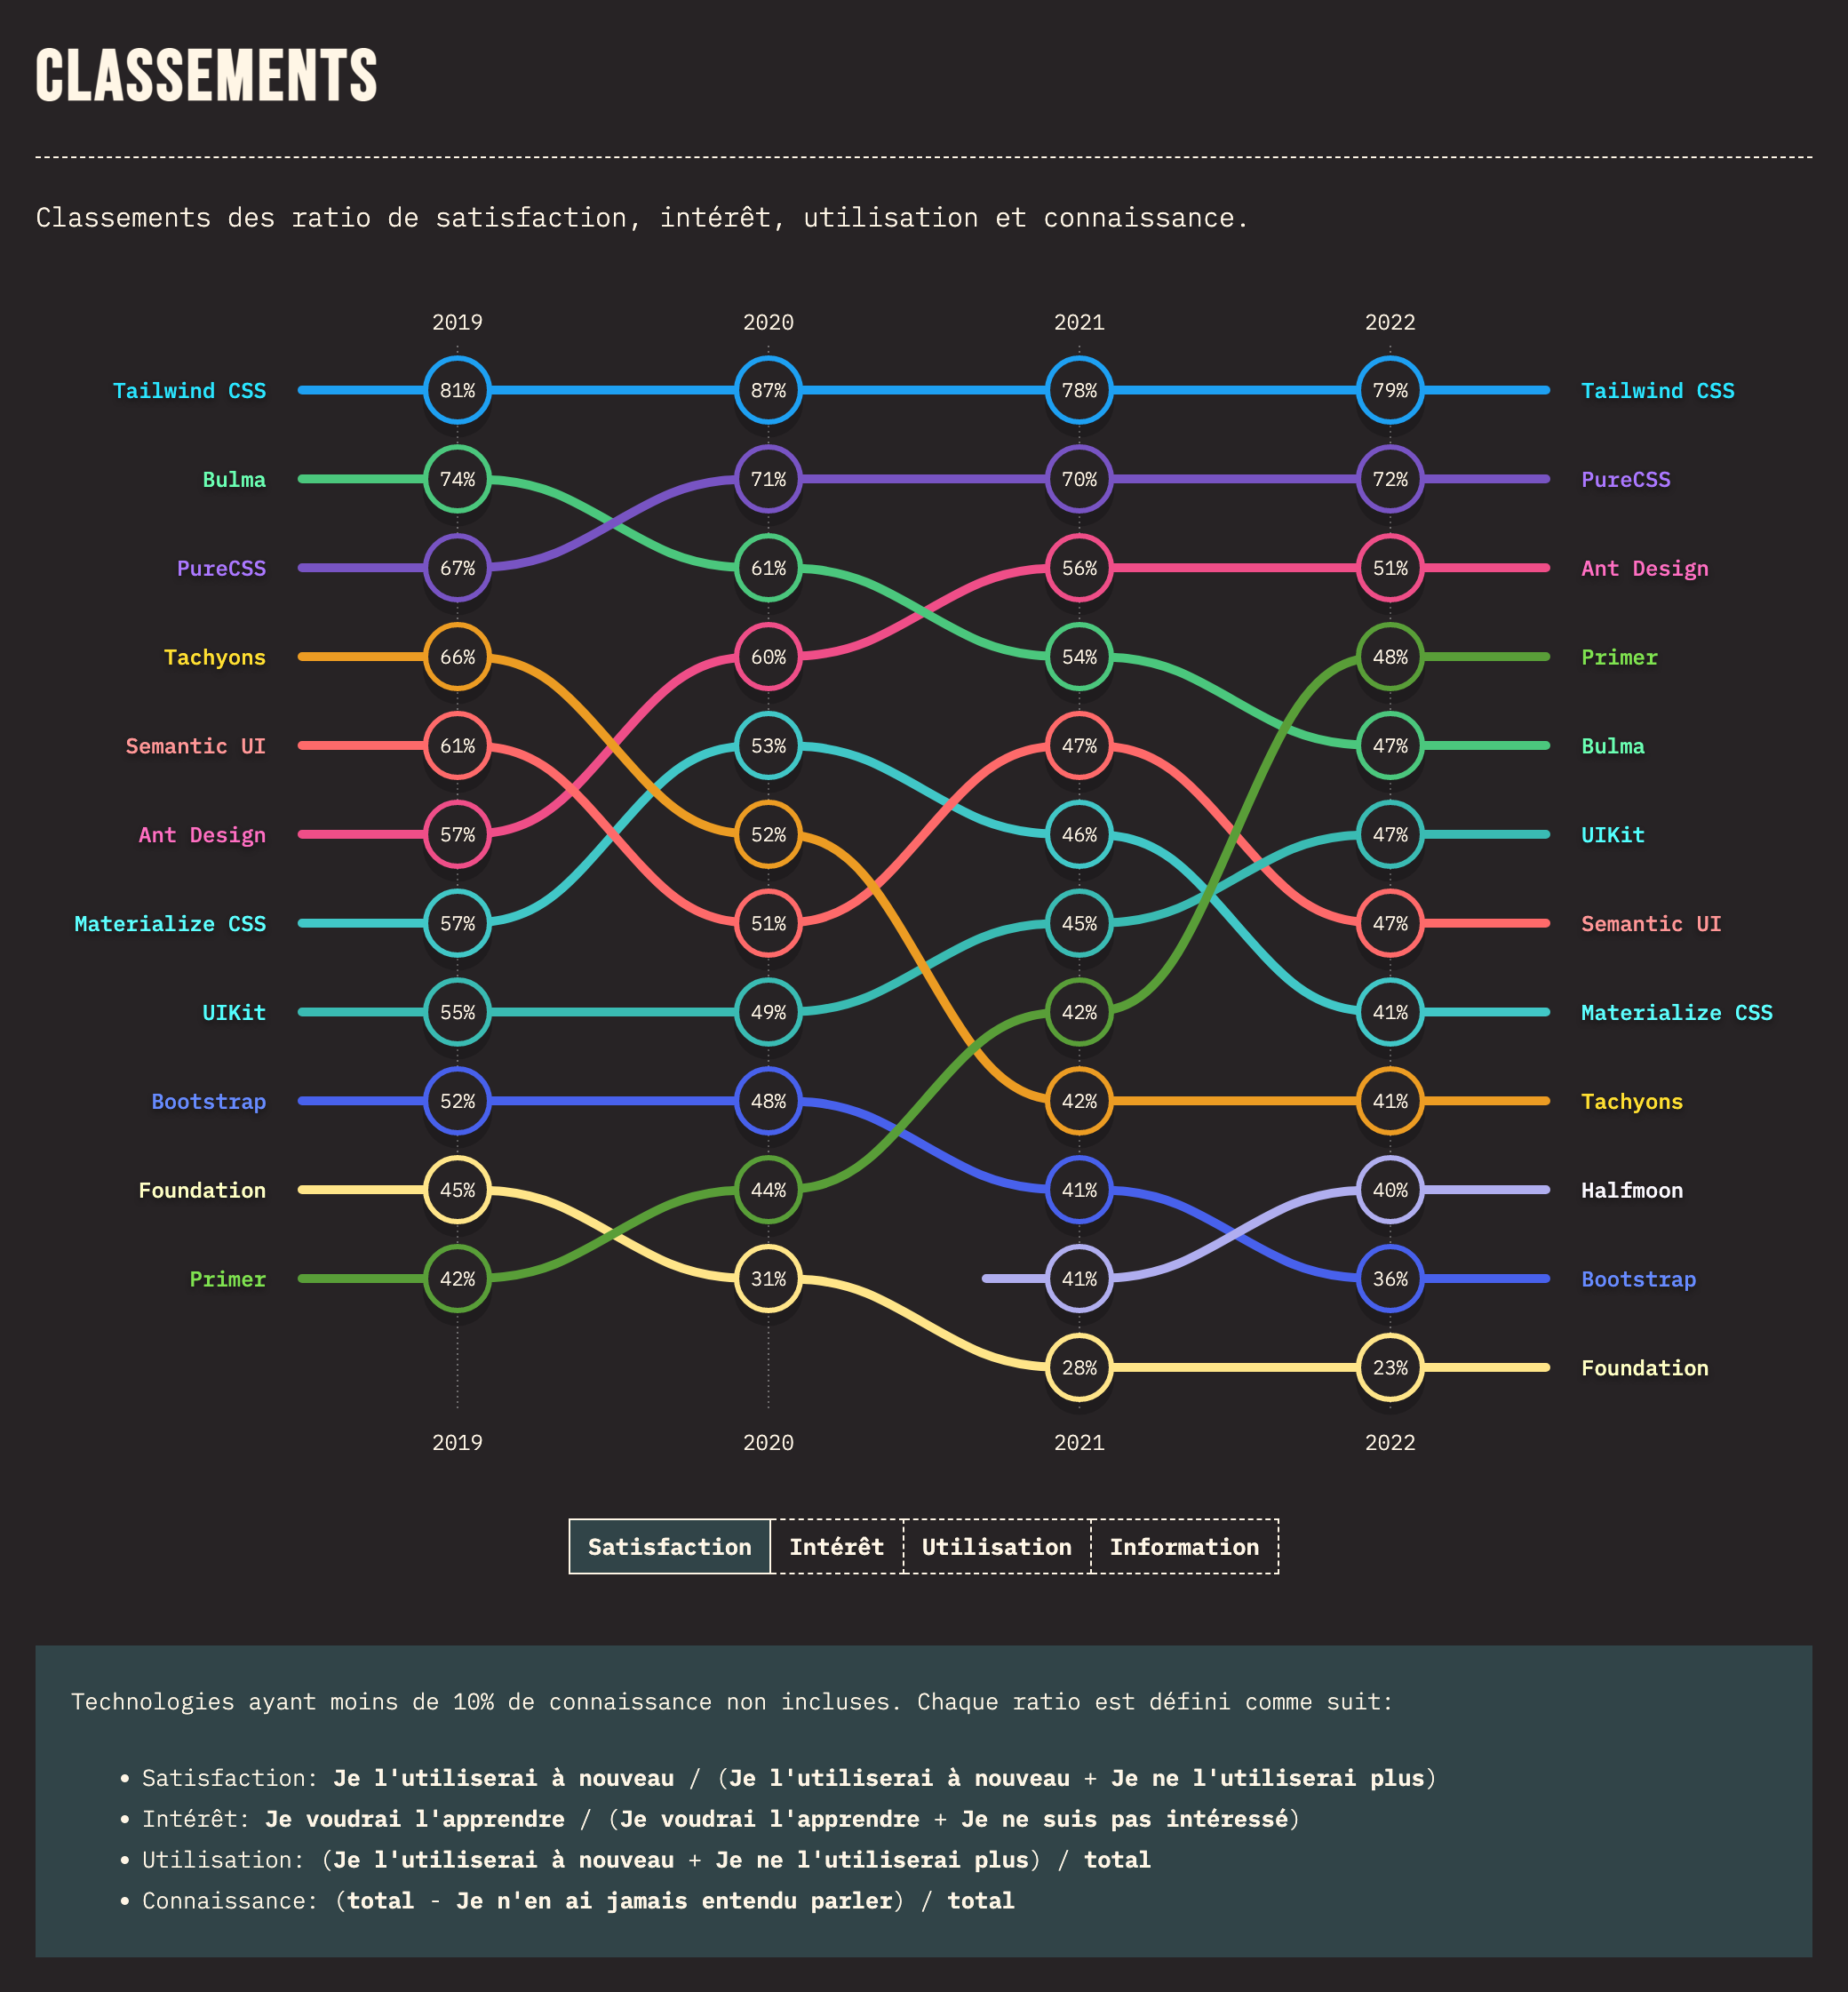 CLASSEMENTS
Classements des ratio de satisfaction, intérêt, utilisation et connaissance.
2019 2020 2021 2022
Tailwind CSS 81% 87% 78% 79% Tailwind CSS
Bulma 74% 71% 70% 72% PureCSS
PureCSS 67% 61% 56% 51% Ant Design
Tachyons 66% 60% 54% 48% Primer
Semantic UI 61% 53% 47% 47% Bulma
Ant Design 57% 52% 46% 47% UIKit
Materialize CSS 57% 51% 45% 47% Semantic UI
UIKit 55% 49% 42% 41% Materialize CSS
Bootstrap 52% 48% 42% 41% Tachyons
Foundation 45% 44% 41% 40% Halfmoon
Primer 42% 31% 41% 36% Bootstrap
28% 23% Foundation
2019 2020 2021 2022
Satisfaction Intérêt Utilisation Information
Technologies ayant moins de 10% de connaissance non incluses. Chaque ratio est défini comme suit:
• Satisfaction: Je l'utiliserai à nouveau / (Je l'utiliserai à nouveau + Je ne l'utiliserai plus)
• Intérêt: Je voudrai l'apprendre / (Je voudrai l'apprendre + Je ne suis pas intéressé)
• Utilisation: (Je l'utiliserai à nouveau + Je ne l'utiliserai plus) / total
• Connaissance: (total - Je n'en ai jamais entendu parler) / total